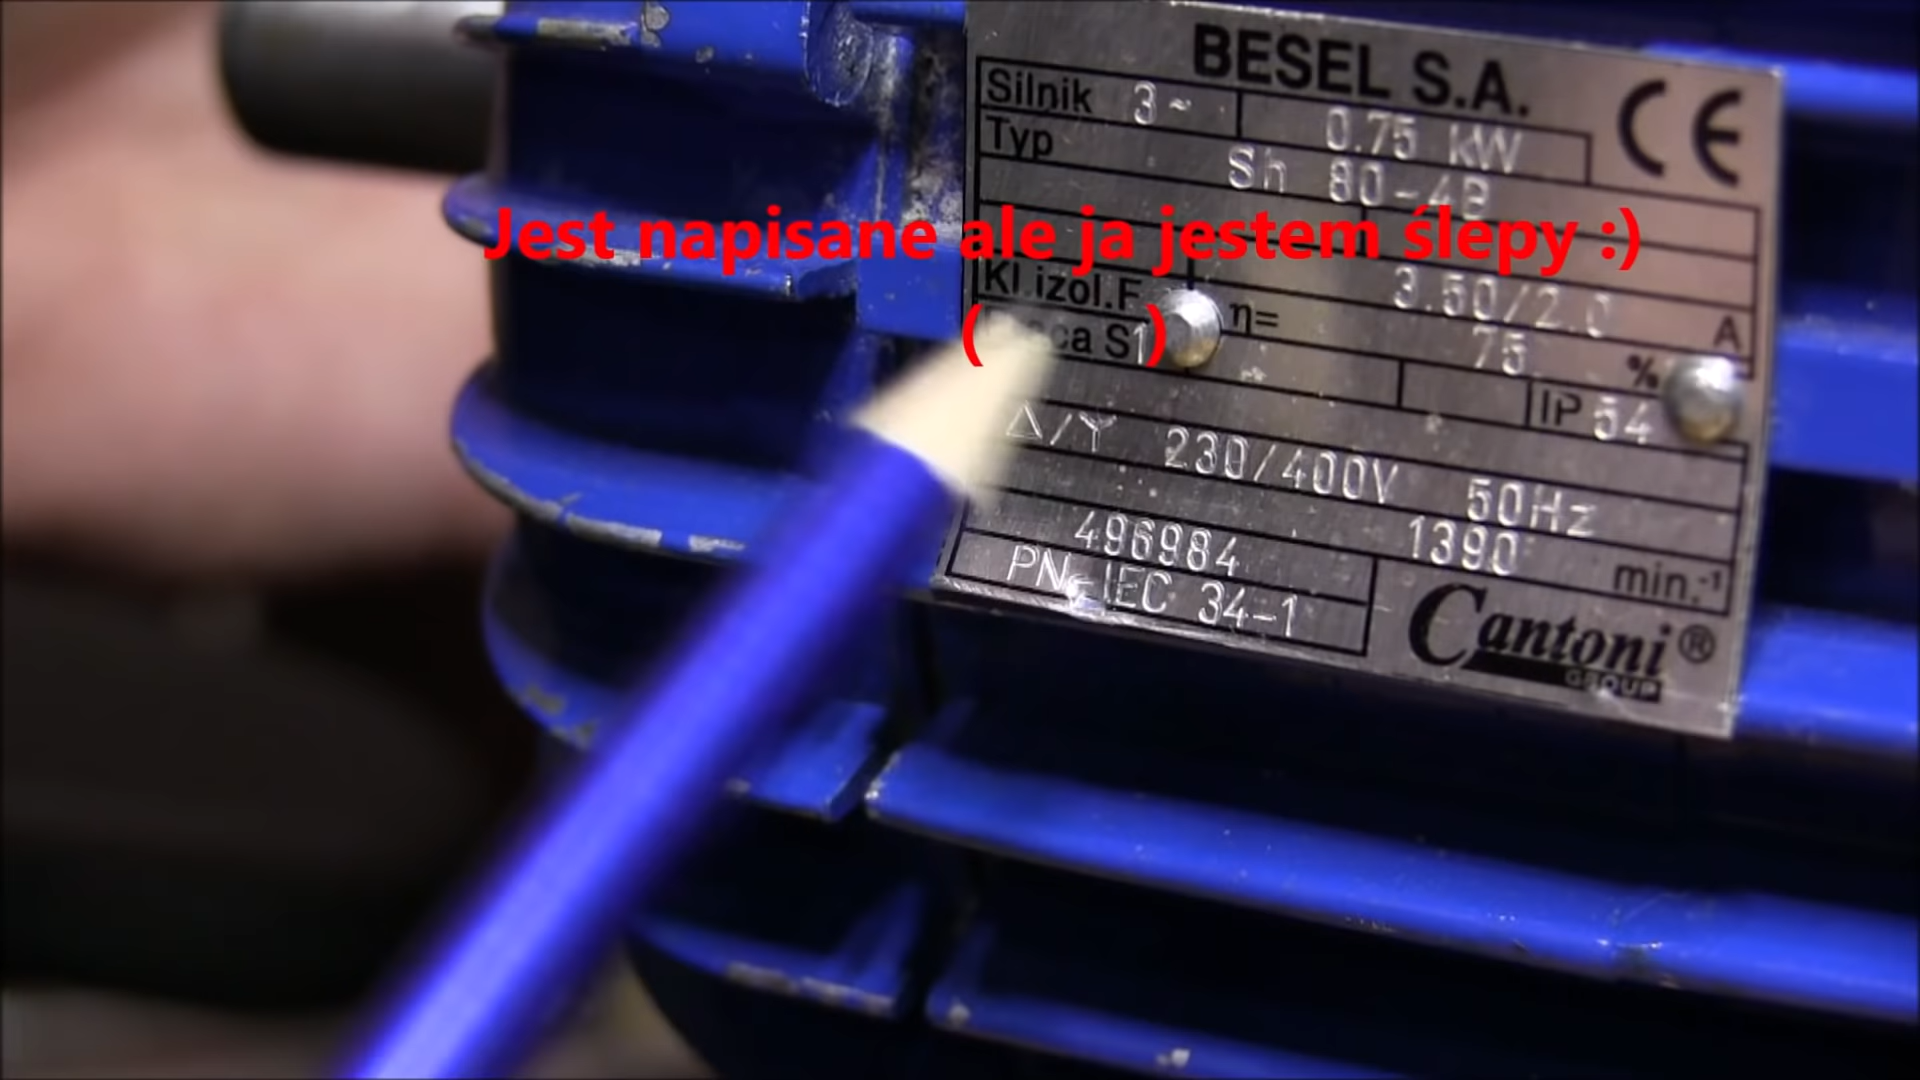 BESEL S.A.
CE
Silnik 3~ 0.75 kW
Typ Sh 80-4B
Jest napisane ale ja jestem ślepy :)
Kl.izol.F 3.50/2.0 A
( S1) η= 75 %
IP 54
Δ/Y 230/400V 50Hz
496984 1390 min.-1
PN-IEC 34-1
Cantoni®
GROUP